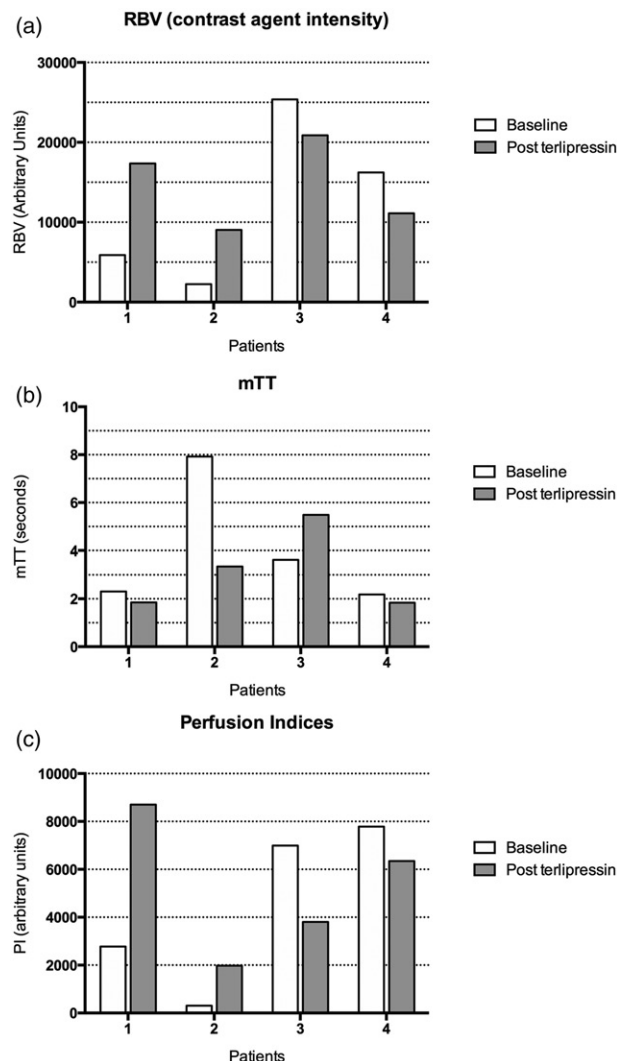 (a)
RBV (contrast agent intensity)
RBV (Arbitrary Units)
30000
20000
10000
0
1 2 3 4
Patients
Baseline
Post terlipressin
(b)
mTT
mTT (seconds)
10
8
6
4
2
0
1 2 3 4
Patients
Baseline
Post terlipressin
(c)
Perfusion Indices
PI (arbitrary units)
10000
8000
6000
4000
2000
0
1 2 3 4
Patients
Baseline
Post terlipressin